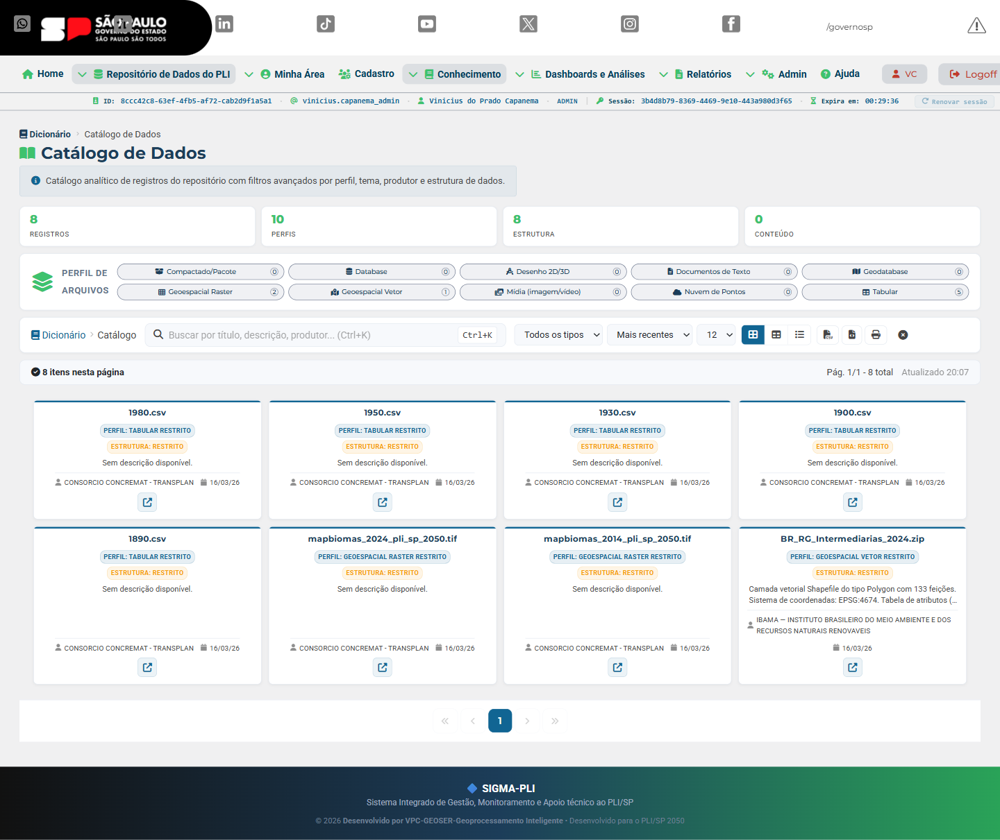 SÃO PAULO
GOVERNO DO ESTADO
SÃO PAULO SÃO TODOS
/governosp
Home
Repositório de Dados do PLI
Minha Área
Cadastro
Conhecimento
Dashboards e Análises
Relatórios
Admin
Ajuda
VC
Logoff
ID: 8ccc42c8-63ef-4fb5-af72-cab2d9f1a5a1 · @ vinicius.capanema_admin · Vinicius do Prado Capanema · ADMIN | Sessão: 3b4d8b79-8369-4469-9e10-443a980d3f65 · Expira em: 00:29:36 Renovar sessão
Dicionário › Catálogo de Dados
Catálogo de Dados
Catálogo analítico de registros do repositório com filtros avançados por perfil, tema, produtor e estrutura de dados.
8
REGISTROS
10
PERFIS
8
ESTRUTURA
0
CONTEÚDO
PERFIL DE
ARQUIVOS
Compactado/Pacote 0
Database 0
Desenho 2D/3D 0
Documentos de Texto 0
Geodatabase 0
Geoespacial Raster 2
Geoespacial Vetor 1
Mídia (imagem/vídeo) 0
Nuvem de Pontos 0
Tabular 5
Dicionário › Catálogo
Buscar por título, descrição, produtor... (Ctrl+K)
Ctrl+K
Todos os tipos
Mais recentes
12
CSV
8 itens nesta página
Pág. 1/1 - 8 total
Atualizado 20:07
1980.csv
PERFIL: TABULAR RESTRITO
ESTRUTURA: RESTRITO
Sem descrição disponível.
CONSORCIO CONCREMAT - TRANSPLAN
16/03/26
1950.csv
PERFIL: TABULAR RESTRITO
ESTRUTURA: RESTRITO
Sem descrição disponível.
CONSORCIO CONCREMAT - TRANSPLAN
16/03/26
1930.csv
PERFIL: TABULAR RESTRITO
ESTRUTURA: RESTRITO
Sem descrição disponível.
CONSORCIO CONCREMAT - TRANSPLAN
16/03/26
1900.csv
PERFIL: TABULAR RESTRITO
ESTRUTURA: RESTRITO
Sem descrição disponível.
CONSORCIO CONCREMAT - TRANSPLAN
16/03/26
1890.csv
PERFIL: TABULAR RESTRITO
ESTRUTURA: RESTRITO
Sem descrição disponível.
CONSORCIO CONCREMAT - TRANSPLAN
16/03/26
mapbiomas_2024_pli_sp_2050.tif
PERFIL: GEOESPACIAL RASTER RESTRITO
ESTRUTURA: RESTRITO
Sem descrição disponível.
CONSORCIO CONCREMAT - TRANSPLAN
16/03/26
mapbiomas_2014_pli_sp_2050.tif
PERFIL: GEOESPACIAL RASTER RESTRITO
ESTRUTURA: RESTRITO
Sem descrição disponível.
CONSORCIO CONCREMAT - TRANSPLAN
16/03/26
BR_RG_Intermediarias_2024.zip
PERFIL: GEOESPACIAL VETOR RESTRITO
ESTRUTURA: RESTRITO
Camada vetorial Shapefile do tipo Polygon com 133 feições.
Sistema de coordenadas: EPSG:4674. Tabela de atributos (...
IBAMA — INSTITUTO BRASILEIRO DO MEIO AMBIENTE E DOS
RECURSOS NATURAIS RENOVAVEIS
16/03/26
« ‹ 1 › »
SIGMA-PLI
Sistema Integrado de Gestão, Monitoramento e Apoio técnico ao PLI/SP
© 2026 Desenvolvido por VPC-GEOSER-Geoprocessamento Inteligente · Desenvolvido para o PLI/SP 2050